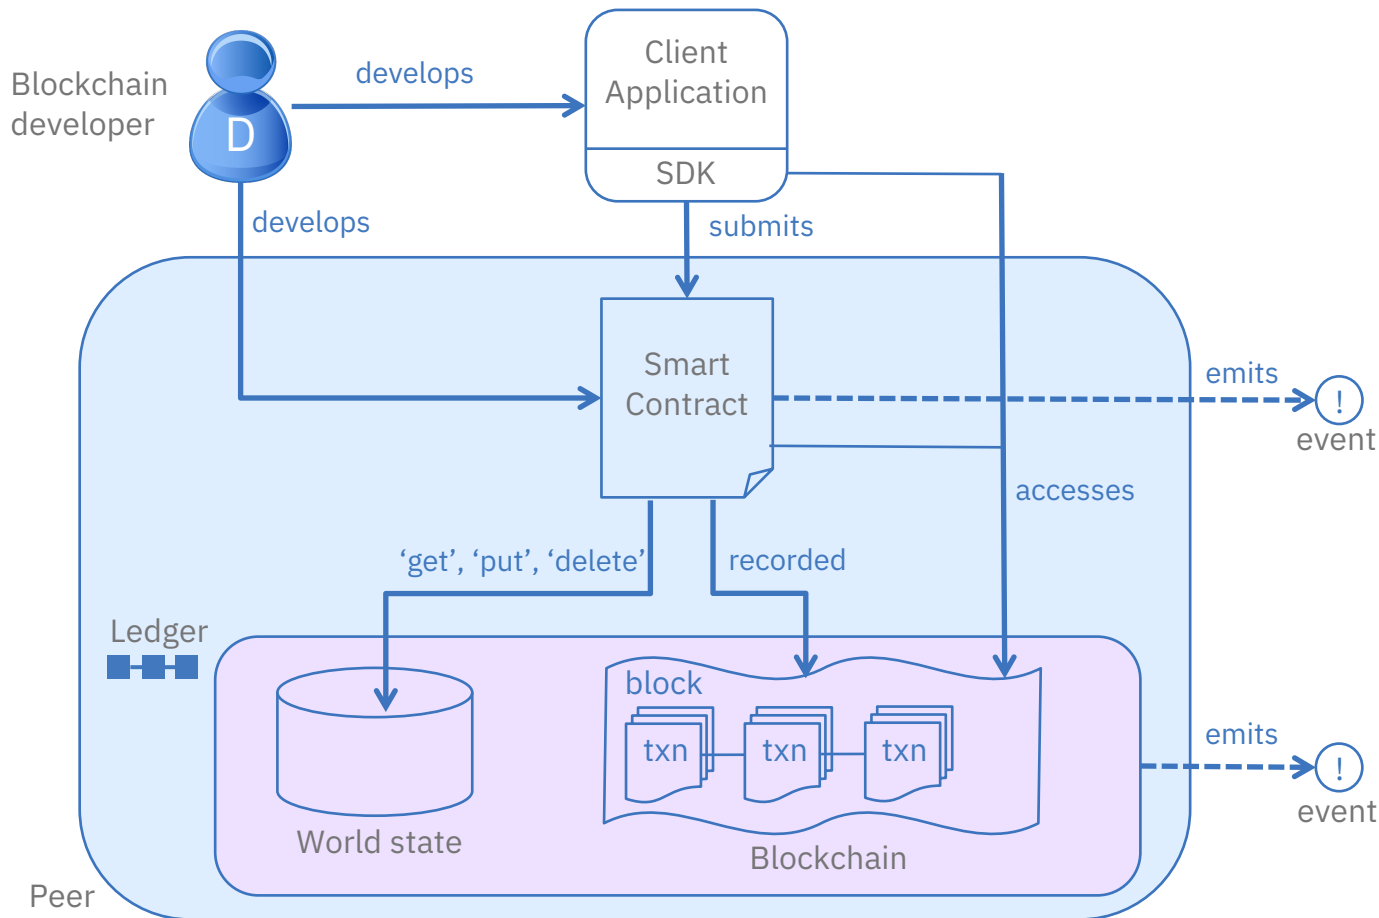 Blockchain
developer
D
develops
Client
Application
SDK
develops
submits
Smart
Contract
emits
!
event
accesses
‘get’, ‘put’, ‘delete’
recorded
Ledger
block
txn
txn
txn
emits
!
event
World state
Blockchain
Peer